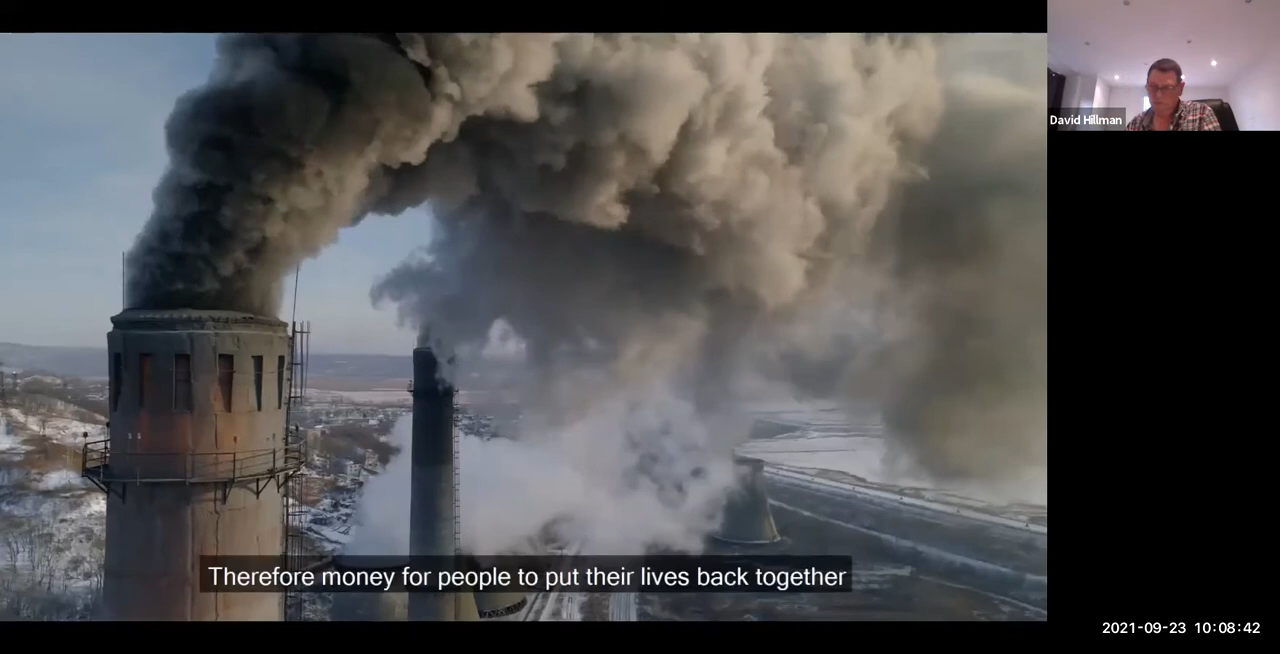 David Hillman
Therefore money for people to put their lives back together
2021-09-23 10:08:42